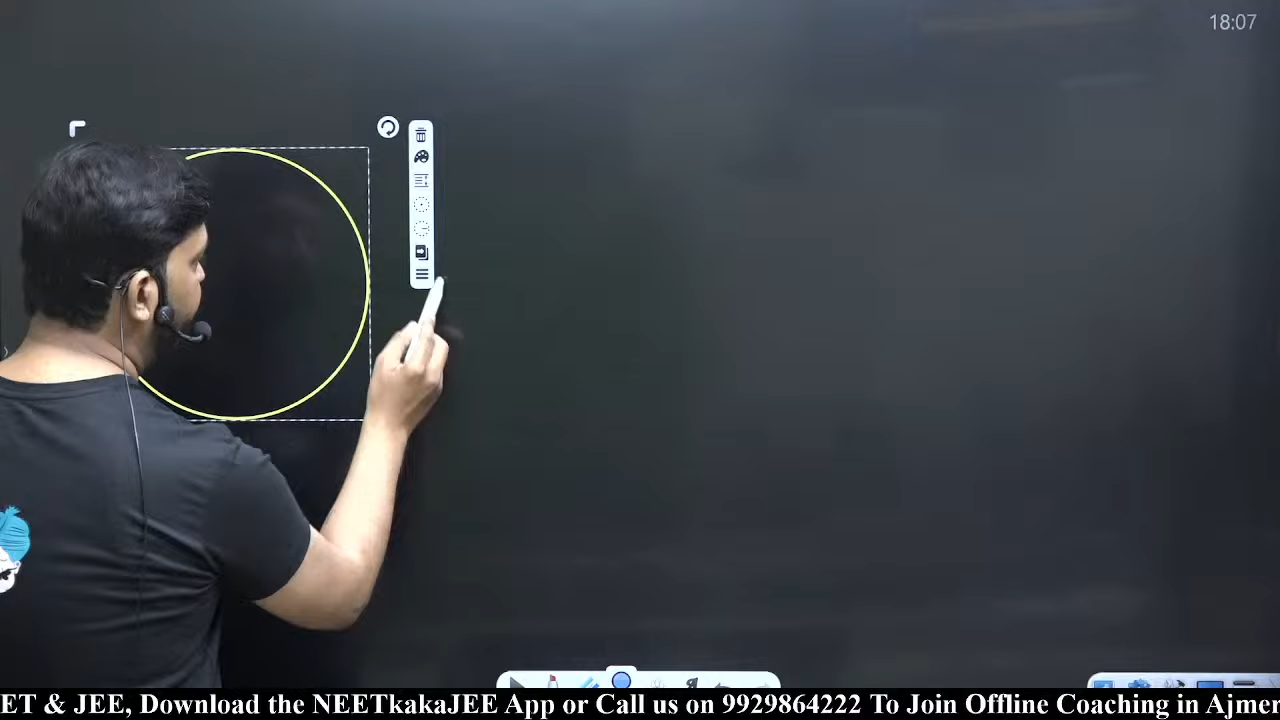 18:07
ET & JEE, Download the NEETkakaJEE App or Call us on 9929864222 To Join Offline Coaching in Ajmer